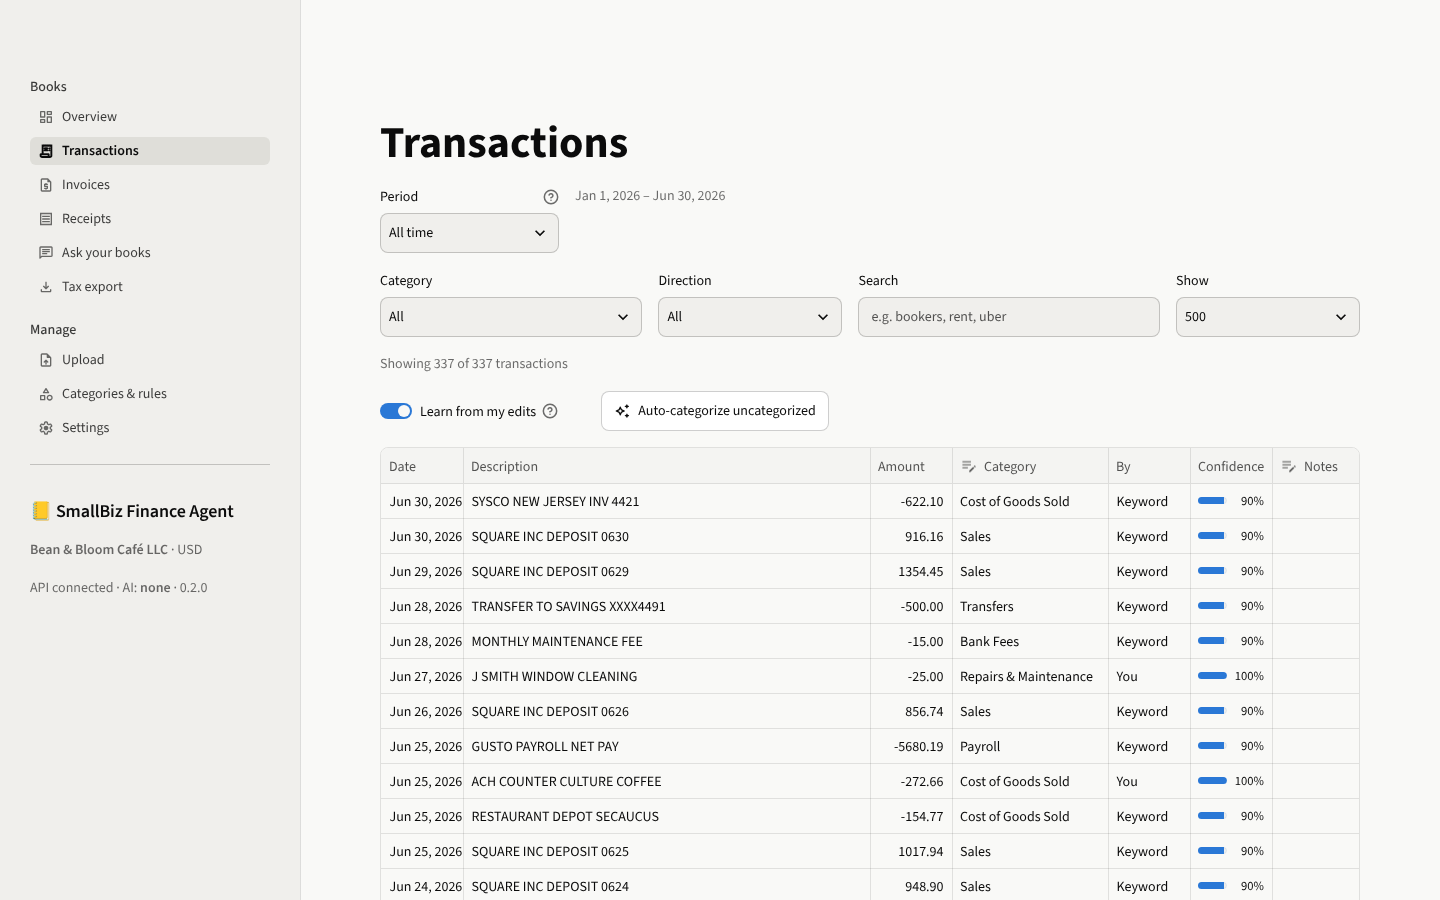 Books
Overview
Transactions
Invoices
Receipts
Ask your books
Tax export
Manage
Upload
Categories & rules
Settings
📒 SmallBiz Finance Agent
Bean & Bloom Café LLC · USD
API connected · AI: none · 0.2.0
Transactions
Period
Jan 1, 2026 – Jun 30, 2026
All time
Category Direction Search Show
All All e.g. bookers, rent, uber 500
Showing 337 of 337 transactions
Learn from my edits Auto-categorize uncategorized
Date Description Amount Category By Confidence Notes
Jun 30, 2026 SYSCO NEW JERSEY INV 4421 -622.10 Cost of Goods Sold Keyword 90%
Jun 30, 2026 SQUARE INC DEPOSIT 0630 916.16 Sales Keyword 90%
Jun 29, 2026 SQUARE INC DEPOSIT 0629 1354.45 Sales Keyword 90%
Jun 28, 2026 TRANSFER TO SAVINGS XXXX4491 -500.00 Transfers Keyword 90%
Jun 28, 2026 MONTHLY MAINTENANCE FEE -15.00 Bank Fees Keyword 90%
Jun 27, 2026 J SMITH WINDOW CLEANING -25.00 Repairs & Maintenance You 100%
Jun 26, 2026 SQUARE INC DEPOSIT 0626 856.74 Sales Keyword 90%
Jun 25, 2026 GUSTO PAYROLL NET PAY -5680.19 Payroll Keyword 90%
Jun 25, 2026 ACH COUNTER CULTURE COFFEE -272.66 Cost of Goods Sold You 100%
Jun 25, 2026 RESTAURANT DEPOT SECAUCUS -154.77 Cost of Goods Sold Keyword 90%
Jun 25, 2026 SQUARE INC DEPOSIT 0625 1017.94 Sales Keyword 90%
Jun 24, 2026 SQUARE INC DEPOSIT 0624 948.90 Sales Keyword 90%